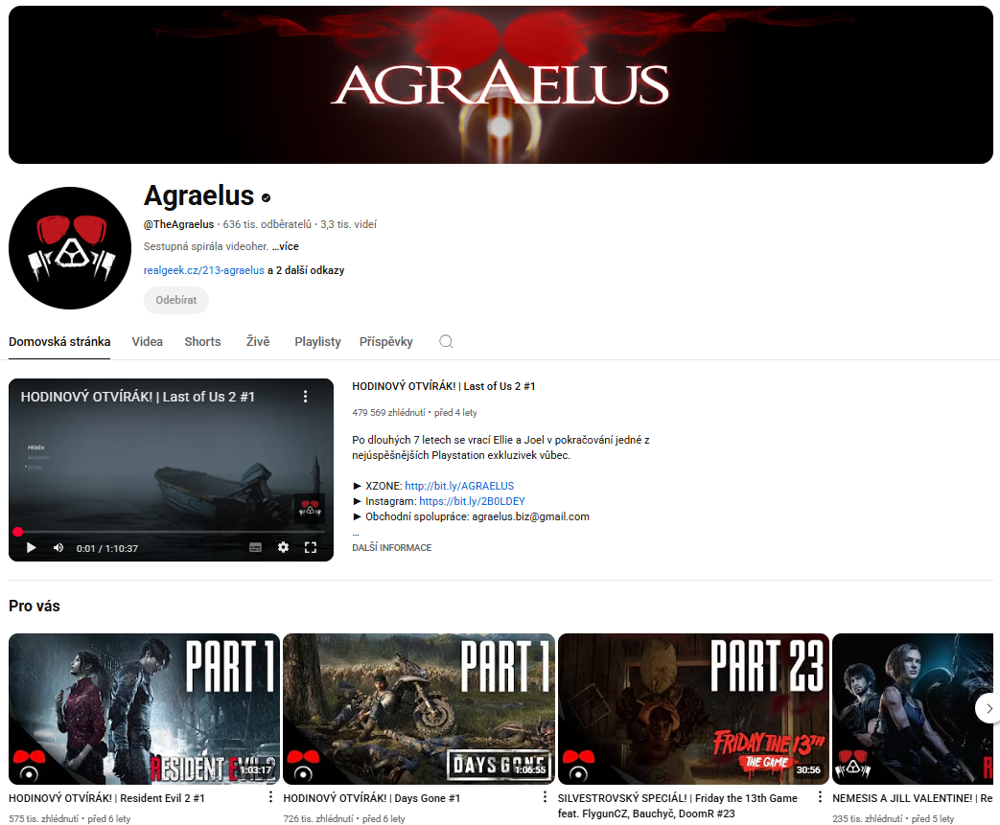 AGRAELUS
Agraelus
@TheAgraelus • 636 tis. odběratelů • 3,3 tis. videí
Sestupná spirála videoher. ...více
realgeek.cz/213-agraelus a 2 další odkazy
Odebírat
Domovská stránka Videa Shorts Živě Playlisty Příspěvky
HODINOVÝ OTVÍRÁK! | Last of Us 2 #1
PŘÍBĚH
EXTRA
0:01 / 1:10:37
HODINOVÝ OTVÍRÁK! | Last of Us 2 #1
479 569 zhlédnutí • před 4 lety
Po dlouhých 7 letech se vrací Ellie a Joel v pokračování jedné z
nejúspěšnějších Playstation exkluzivek vůbec.
► XZONE: http://bit.ly/AGRAELUS
► Instagram: https://bit.ly/2B0LDEY
► Obchodní spolupráce: agraelus.biz@gmail.com
...
DALŠÍ INFORMACE
Pro vás
PART 1
RESIDENT EVIL 2
1:03:17
PART 1
DAYS GONE
1:06:55
PART 23
FRIDAY THE 13TH
THE GAME
30:56
R
HODINOVÝ OTVÍRÁK! | Resident Evil 2 #1
575 tis. zhlédnutí • před 6 lety
HODINOVÝ OTVÍRÁK! | Days Gone #1
726 tis. zhlédnutí • před 6 lety
SILVESTROVSKÝ SPECIÁL! | Friday the 13th Game
feat. FlygunCZ, Bauchyč, DoomR #23
NEMESIS A JILL VALENTINE! | Re
235 tis. zhlédnutí • před 5 lety